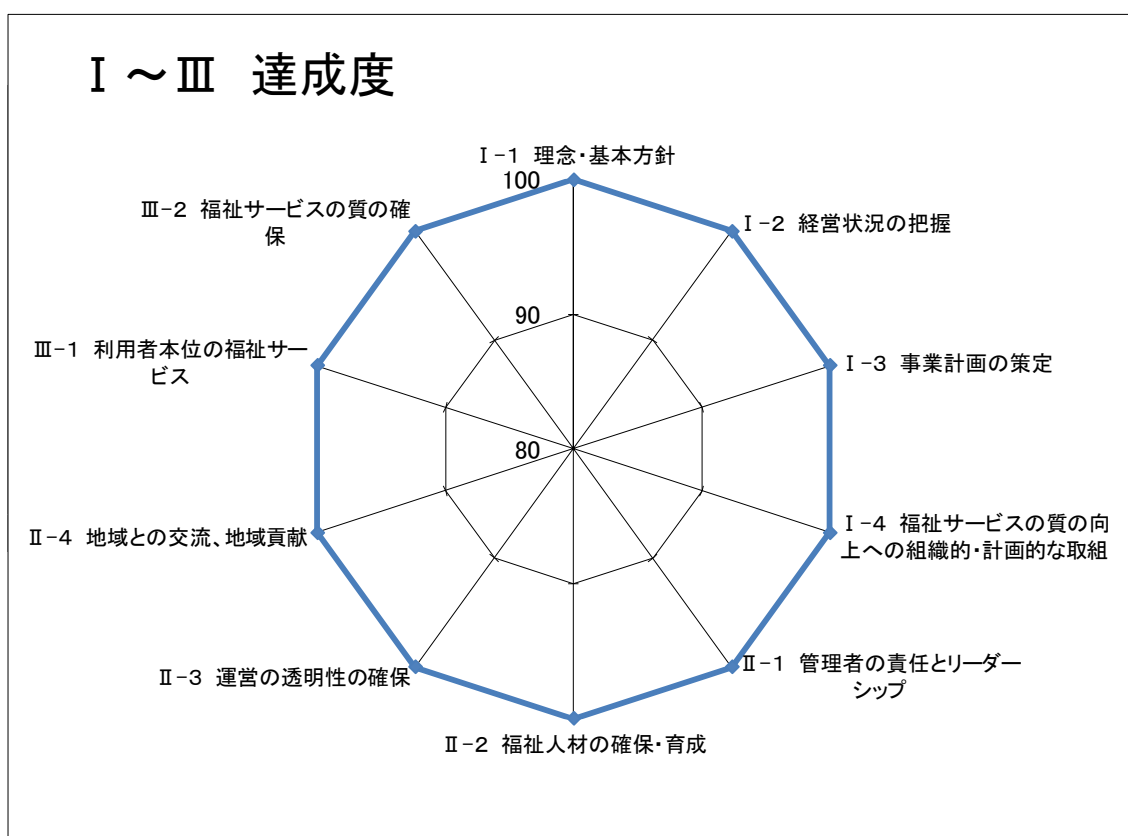 Ⅰ～Ⅲ 達成度
Ⅰ-1 理念・基本方針
100
Ⅲ-2 福祉サービスの質の確
保
Ⅰ-2 経営状況の把握
90
Ⅲ-1 利用者本位の福祉サー
ビス
Ⅰ-3 事業計画の策定
80
Ⅱ-4 地域との交流、地域貢献
Ⅰ-4 福祉サービスの質の向
上への組織的・計画的な取組
Ⅱ-3 運営の透明性の確保
Ⅱ-1 管理者の責任とリーダー
シップ
Ⅱ-2 福祉人材の確保・育成